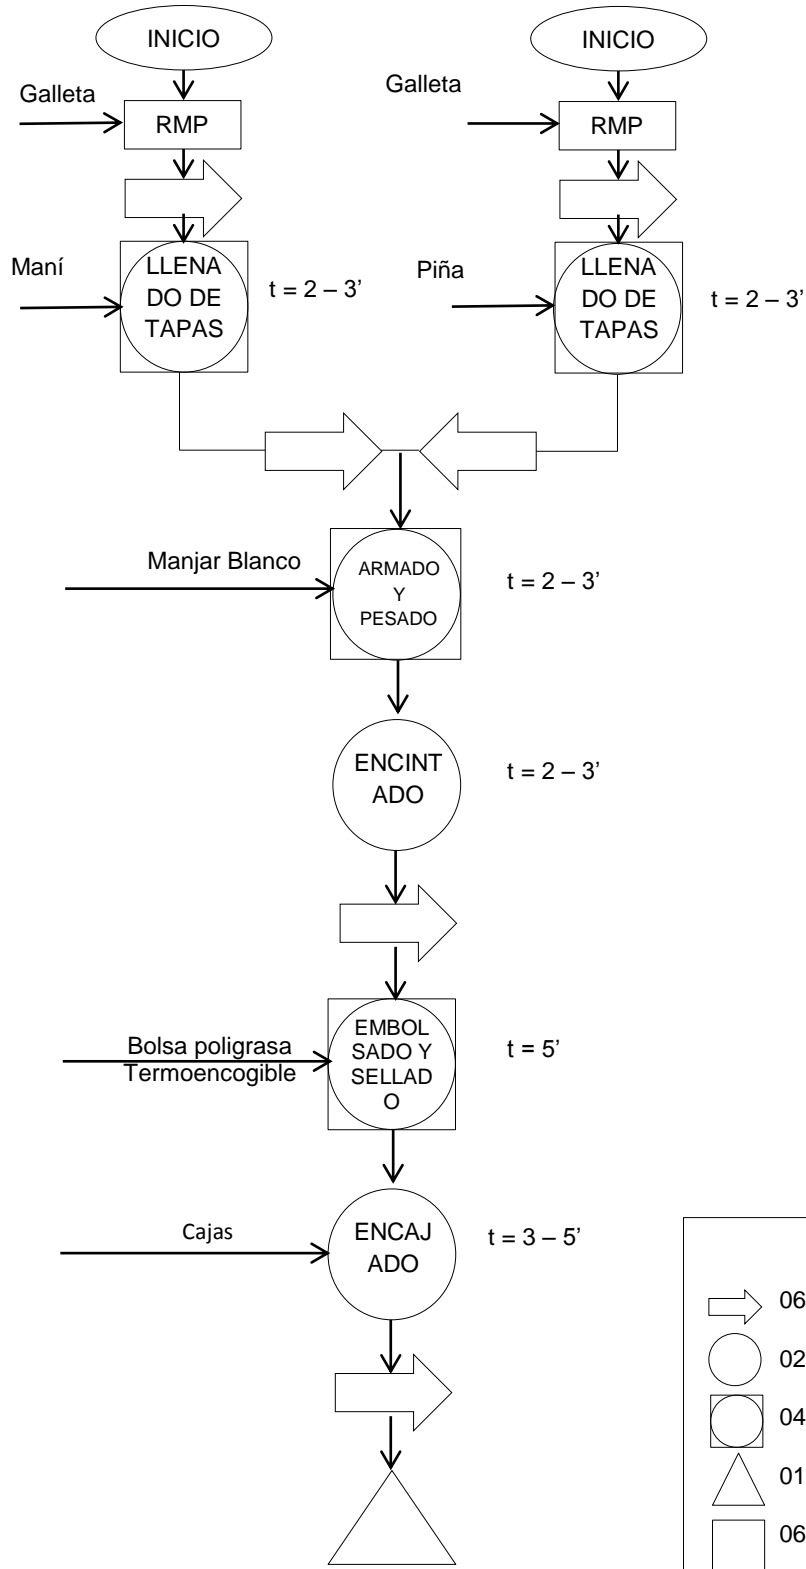 INICIO
INICIO
Galleta
Galleta
RMP
RMP
Maní
LLENA
DO DE
TAPAS
t = 2 – 3’
Piña
LLENA
DO DE
TAPAS
t = 2 – 3’
Manjar Blanco
ARMADO
Y
PESADO
t = 2 – 3’
ENCINT
ADO
t = 2 – 3’
Bolsa poligrasa
Termoencogible
EMBOL
SADO Y
SELLAD
O
t = 5’
Cajas
ENCAJ
ADO
t = 3 – 5’
06
02
04
01
06